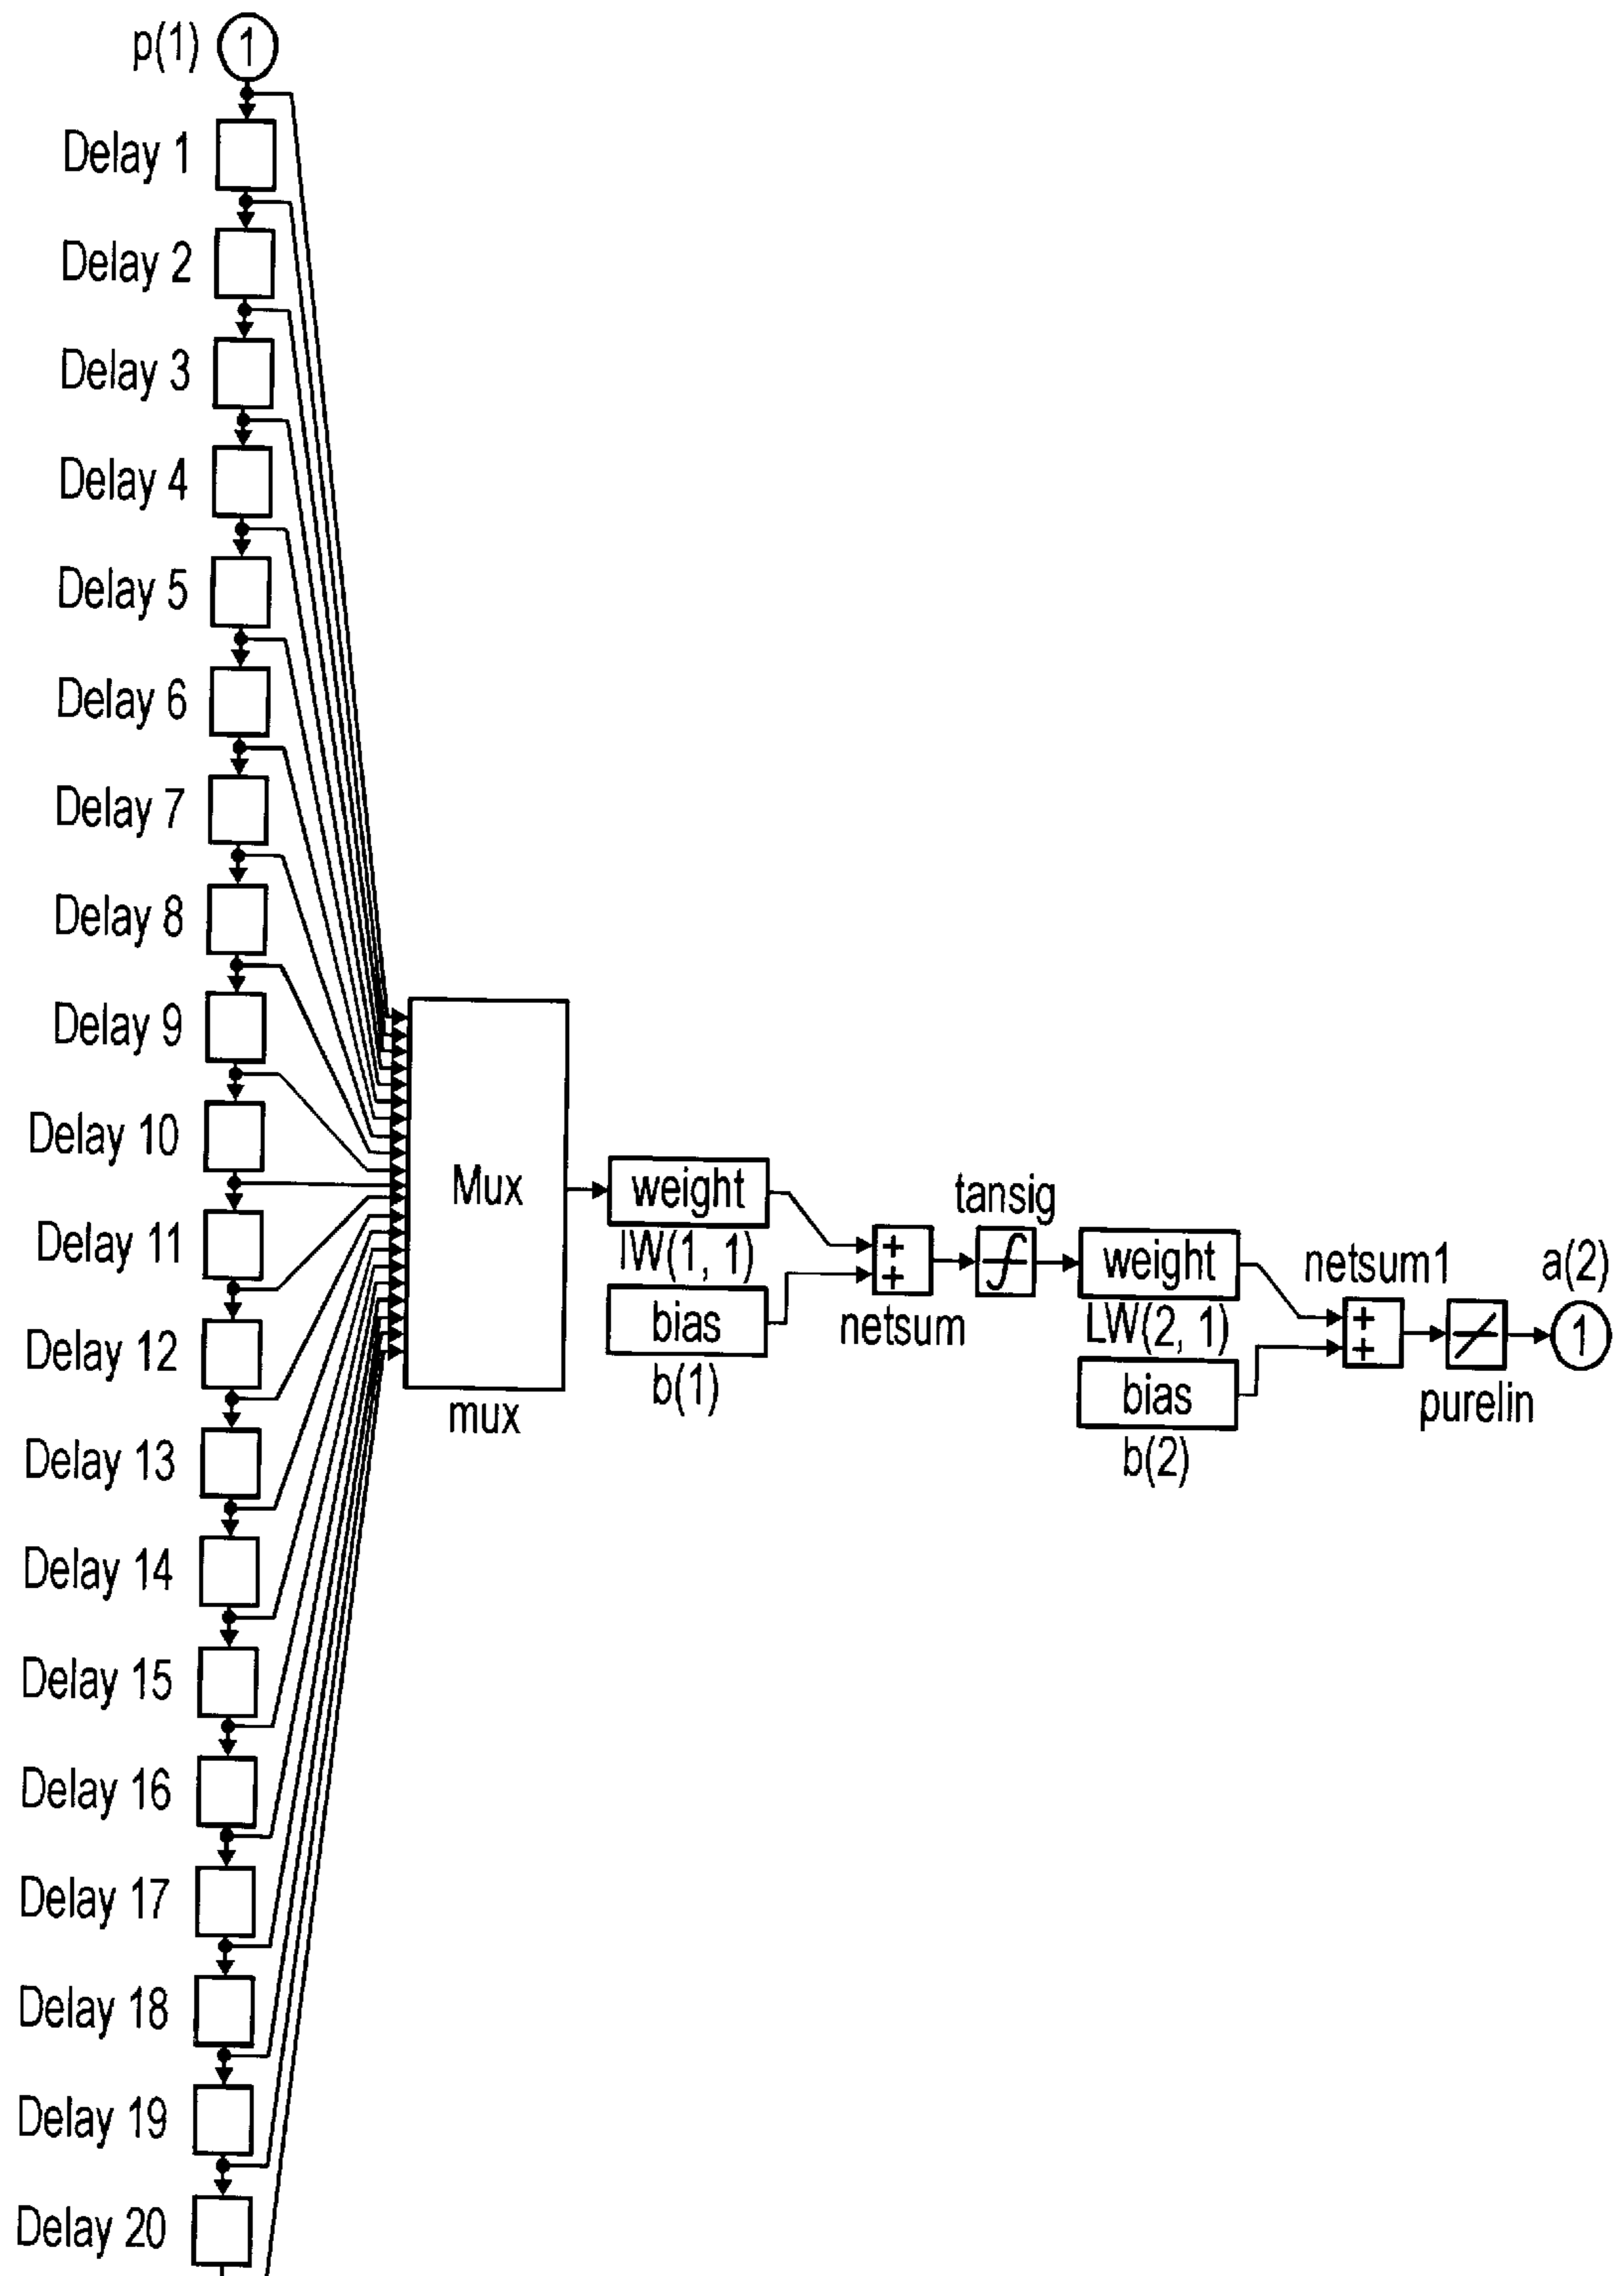 p(1) 1
Delay 1
Delay 2
Delay 3
Delay 4
Delay 5
Delay 6
Delay 7
Delay 8
Delay 9
Delay 10
Delay 11
Delay 12
Delay 13
Delay 14
Delay 15
Delay 16
Delay 17
Delay 18
Delay 19
Delay 20
Mux
mux
weight
IW(1, 1)
bias
b(1)
+
+
netsum
tansig
weight
LW(2, 1)
bias
b(2)
netsum1
+
+
purelin
a(2)
1